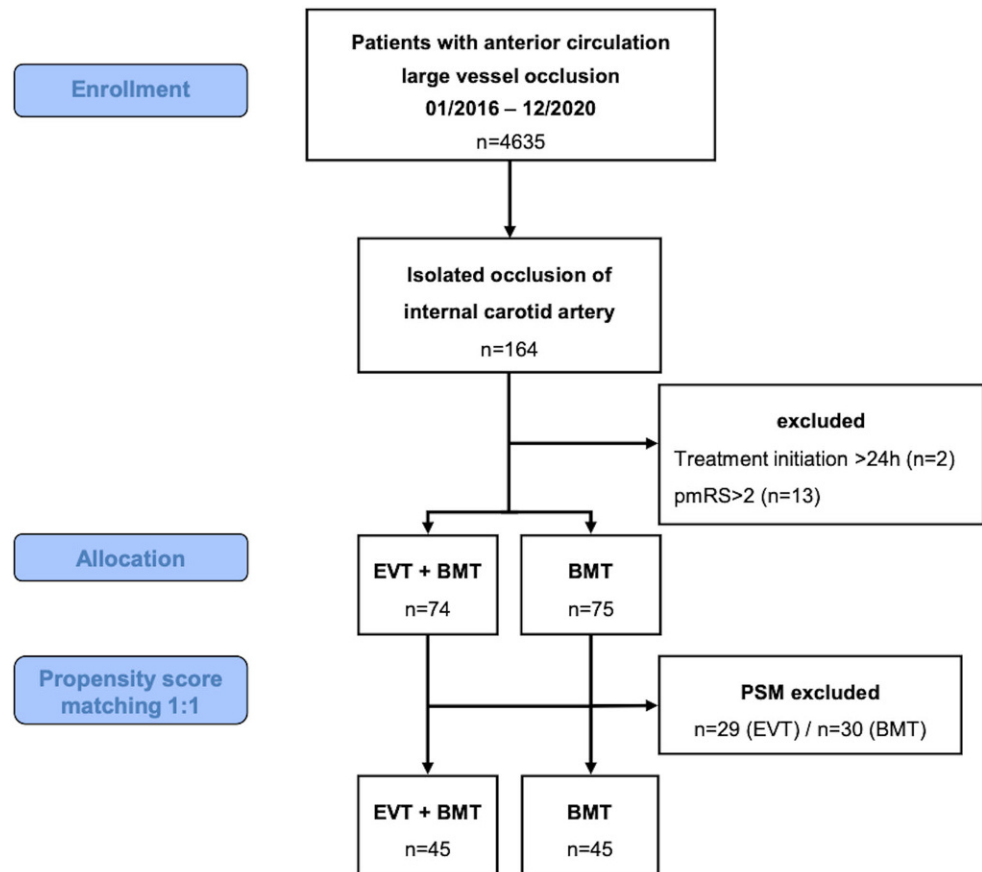 Enrollment
Patients with anterior circulation
large vessel occlusion
01/2016 – 12/2020
n=4635
Isolated occlusion of
internal carotid artery
n=164
excluded
Treatment initiation >24h (n=2)
pmRS>2 (n=13)
Allocation
EVT + BMT
n=74
BMT
n=75
Propensity score
matching 1:1
PSM excluded
n=29 (EVT) / n=30 (BMT)
EVT + BMT
n=45
BMT
n=45